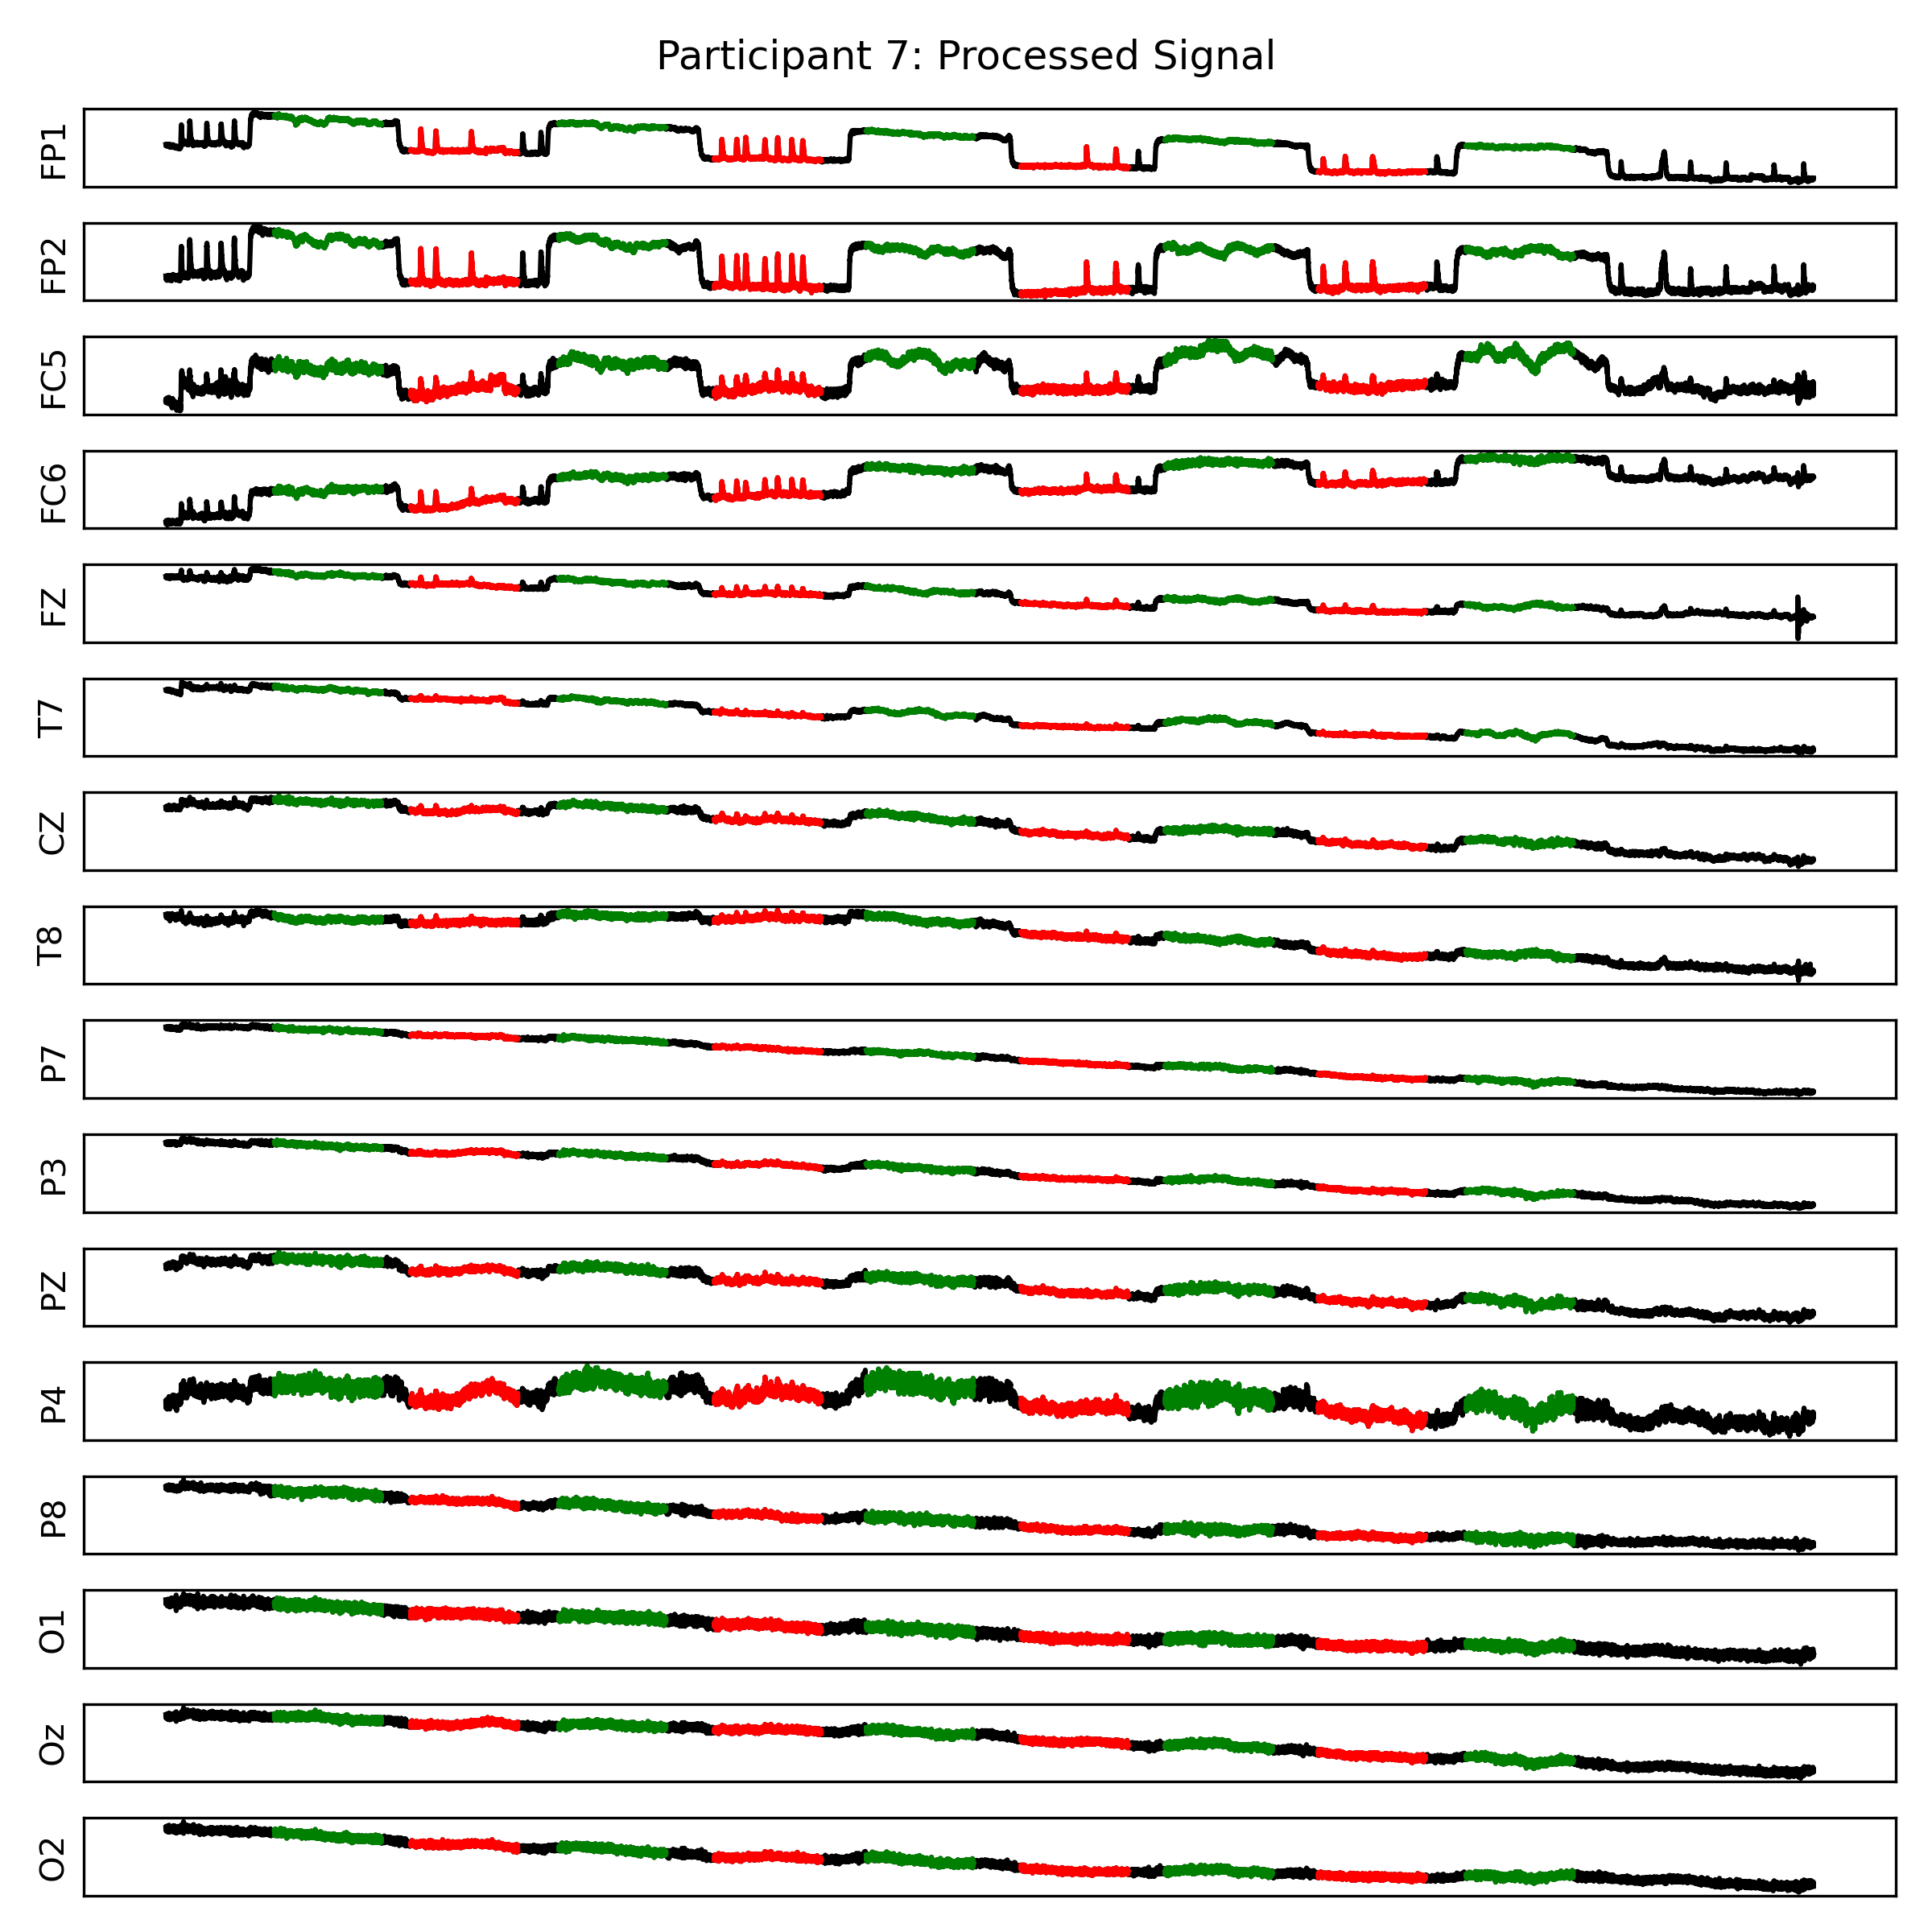 Participant 7: Processed Signal
FP1
FP2
FC5
FC6
FZ
T7
CZ
T8
P7
P3
PZ
P4
P8
O1
Oz
O2